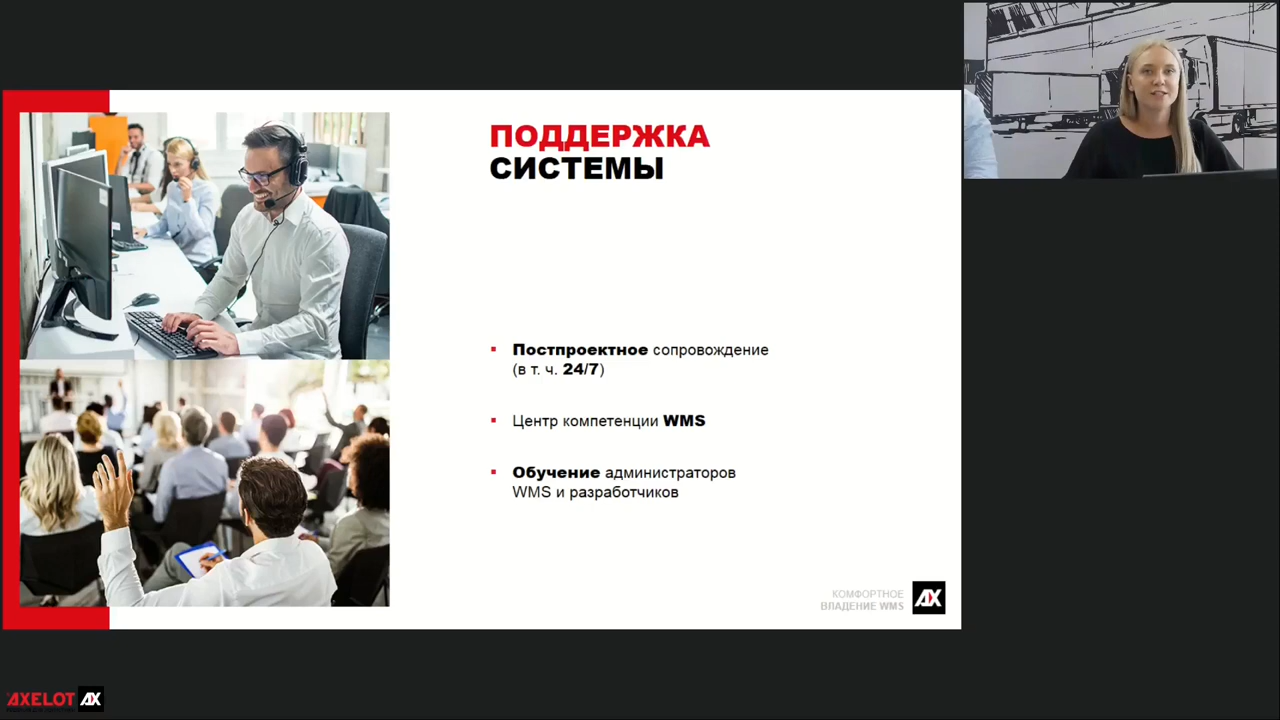 ПОДДЕРЖКА
СИСТЕМЫ
Постпроектное сопровождение
(в т. ч. 24/7)
Центр компетенции WMS
Обучение администраторов
WMS и разработчиков
КОМФОРТНОЕ
ВЛАДЕНИЕ WMS
AX
AXELOT AX